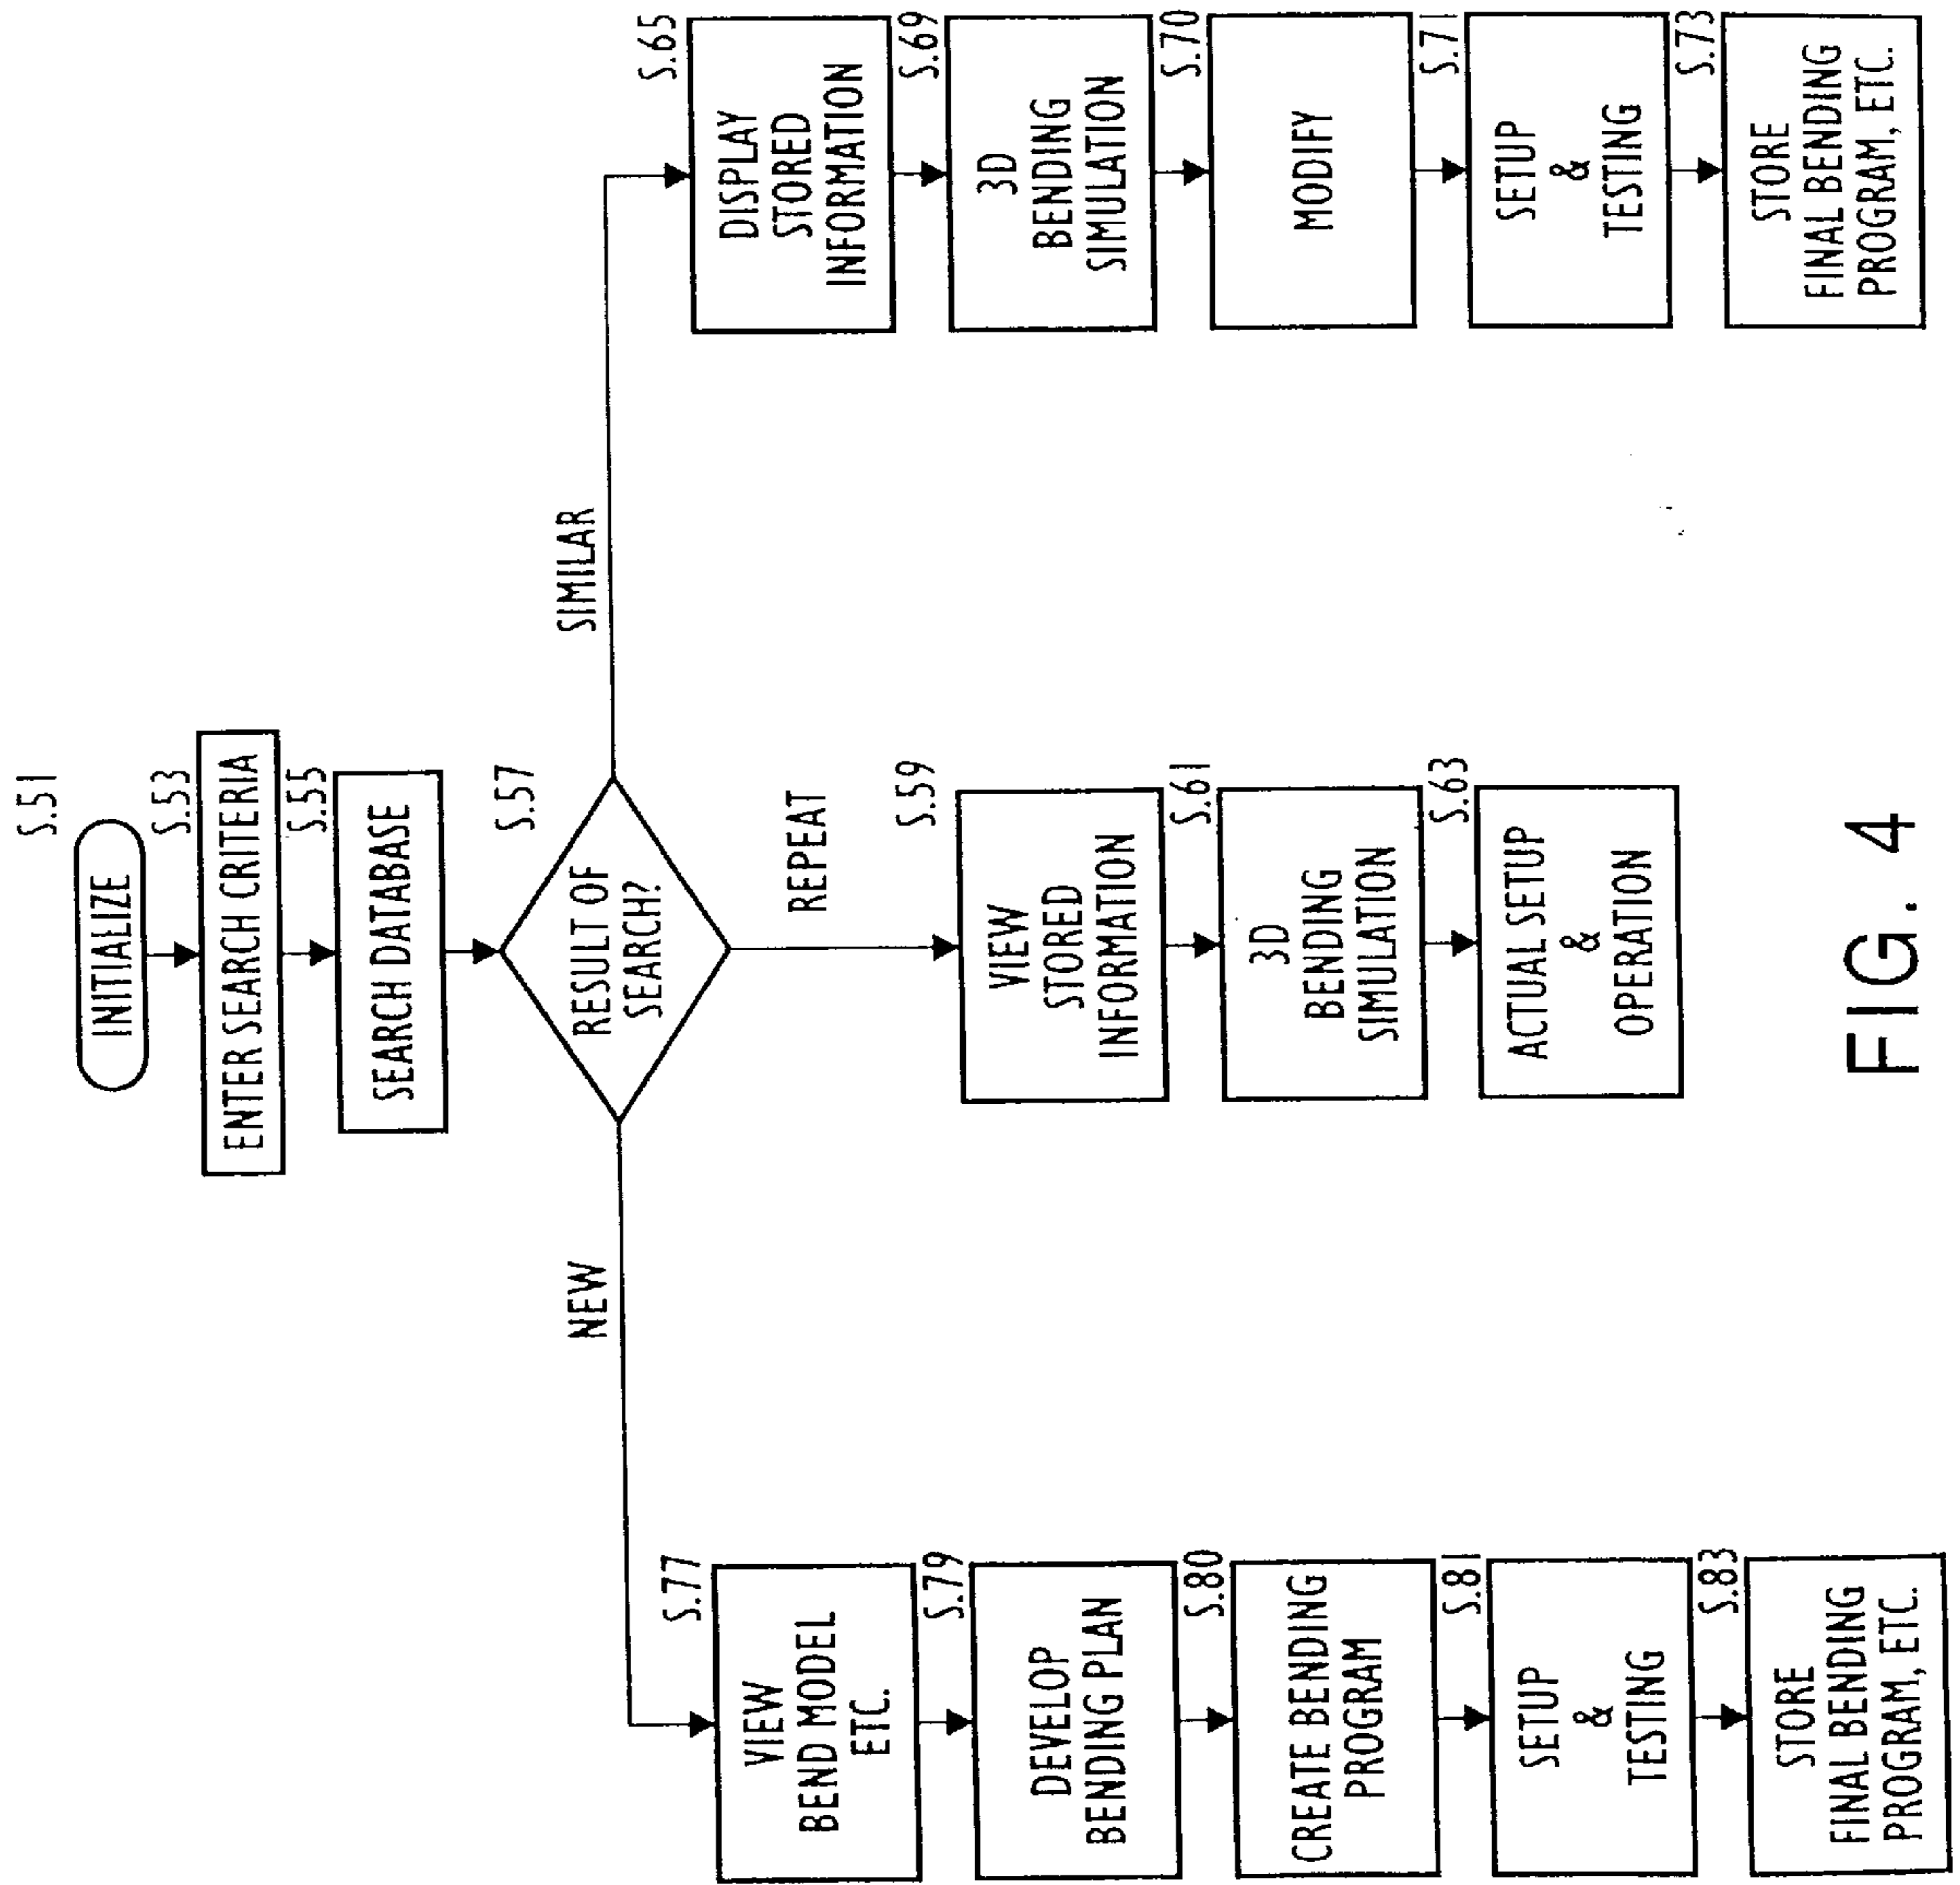 S.51
INITIALIZE
S.53
ENTER SEARCH CRITERIA
S.55
SEARCH DATABASE
S.57
RESULT OF
SEARCH?
NEW
REPEAT
SIMILAR
S.77
VIEW
BEND MODEL
ETC.
S.79
DEVELOP
BENDING PLAN
S.80
CREATE BENDING
PROGRAM
S.81
SETUP
&
TESTING
S.83
STORE
FINAL BENDING
PROGRAM, ETC.
S.59
VIEW
STORED
INFORMATION
S.61
3D
BENDING
SIMULATION
S.63
ACTUAL SETUP
&
OPERATION
S.65
DISPLAY
STORED
INFORMATION
S.69
3D
BENDING
SIMULATION
S.70
MODIFY
S.71
SETUP
&
TESTING
S.73
STORE
FINAL BENDING
PROGRAM, ETC.
FIG. 4